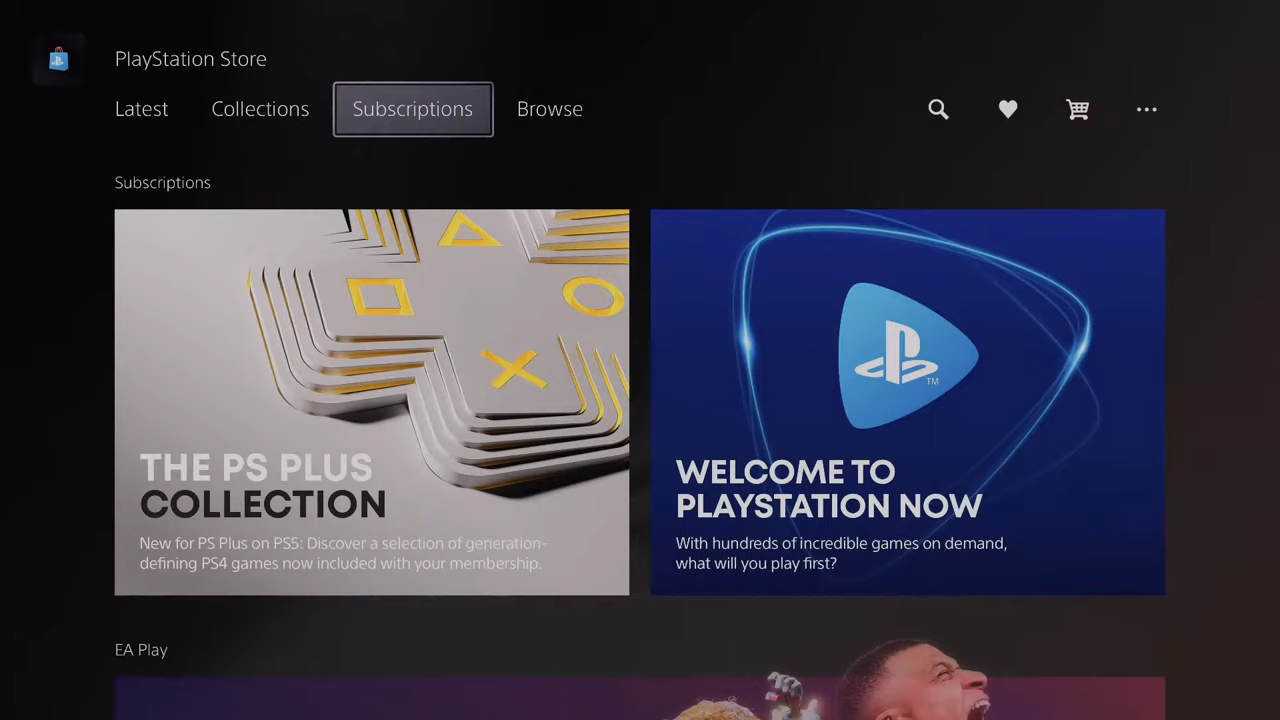 PlayStation Store
Latest
Collections
Subscriptions
Browse
Subscriptions
THE PS PLUS
COLLECTION
New for PS Plus on PS5: Discover a selection of generation-
defining PS4 games now included with your membership.
TM
WELCOME TO
PLAYSTATION NOW
With hundreds of incredible games on demand,
what will you play first?
EA Play